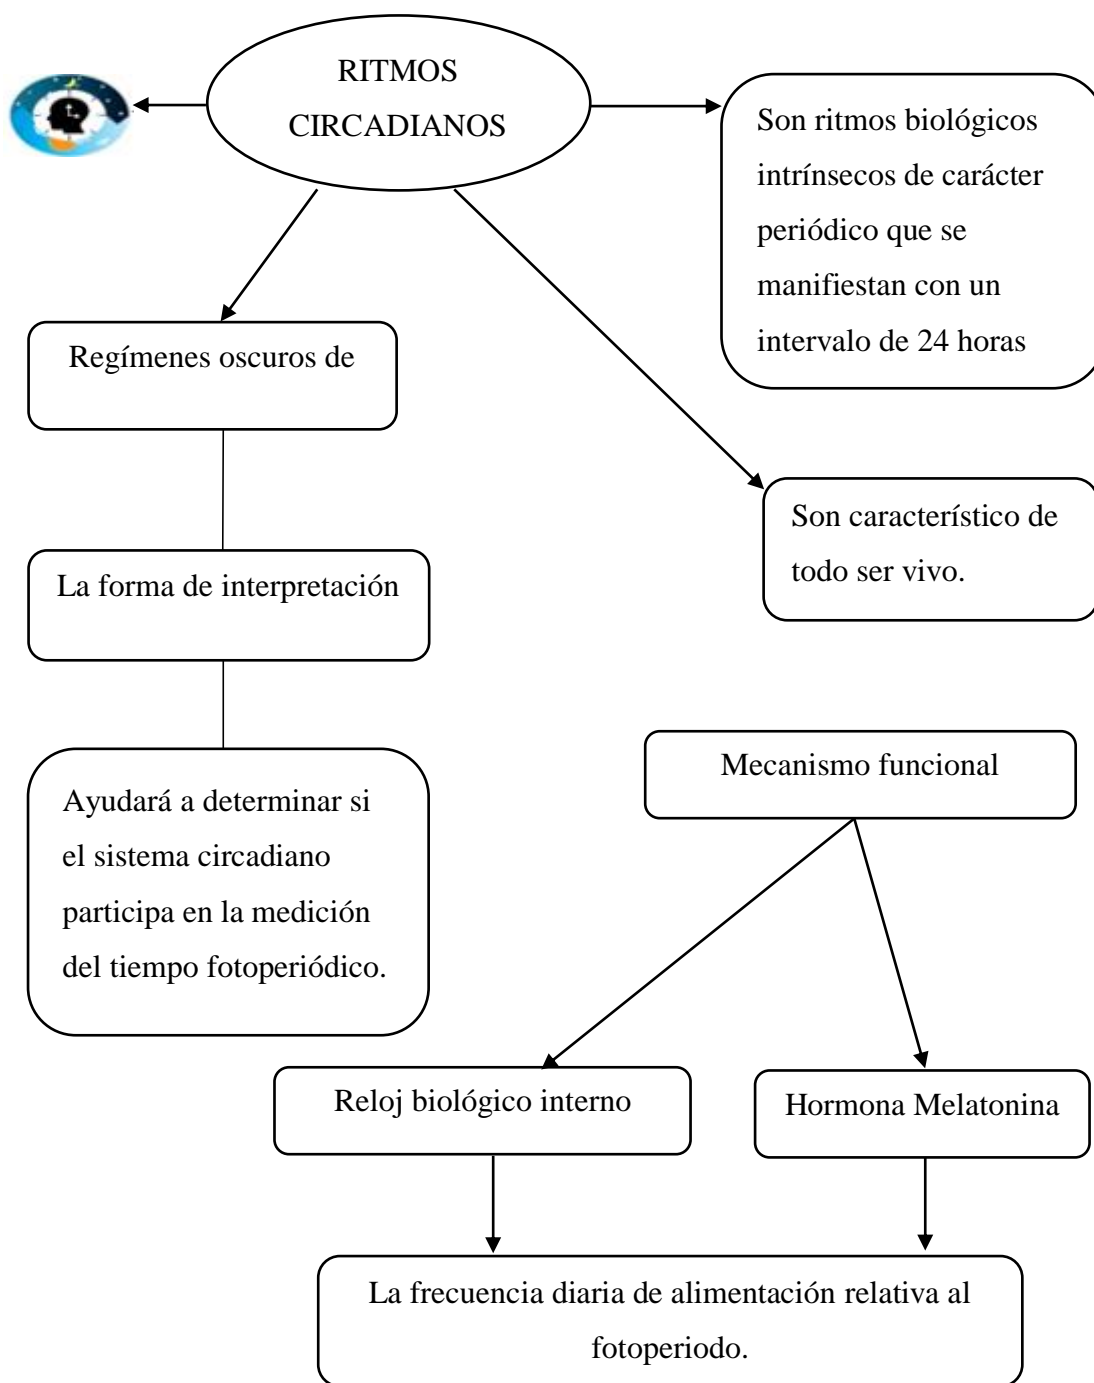 RITMOS
CIRCADIANOS
Son ritmos biológicos
intrínsecos de carácter
periódico que se
manifiestan con un
intervalo de 24 horas
Regímenes oscuros de
Son característico de
todo ser vivo.
La forma de interpretación
Ayudará a determinar si
el sistema circadiano
participa en la medición
del tiempo fotoperiódico.
Mecanismo funcional
Reloj biológico interno
Hormona Melatonina
La frecuencia diaria de alimentación relativa al
fotoperiodo.